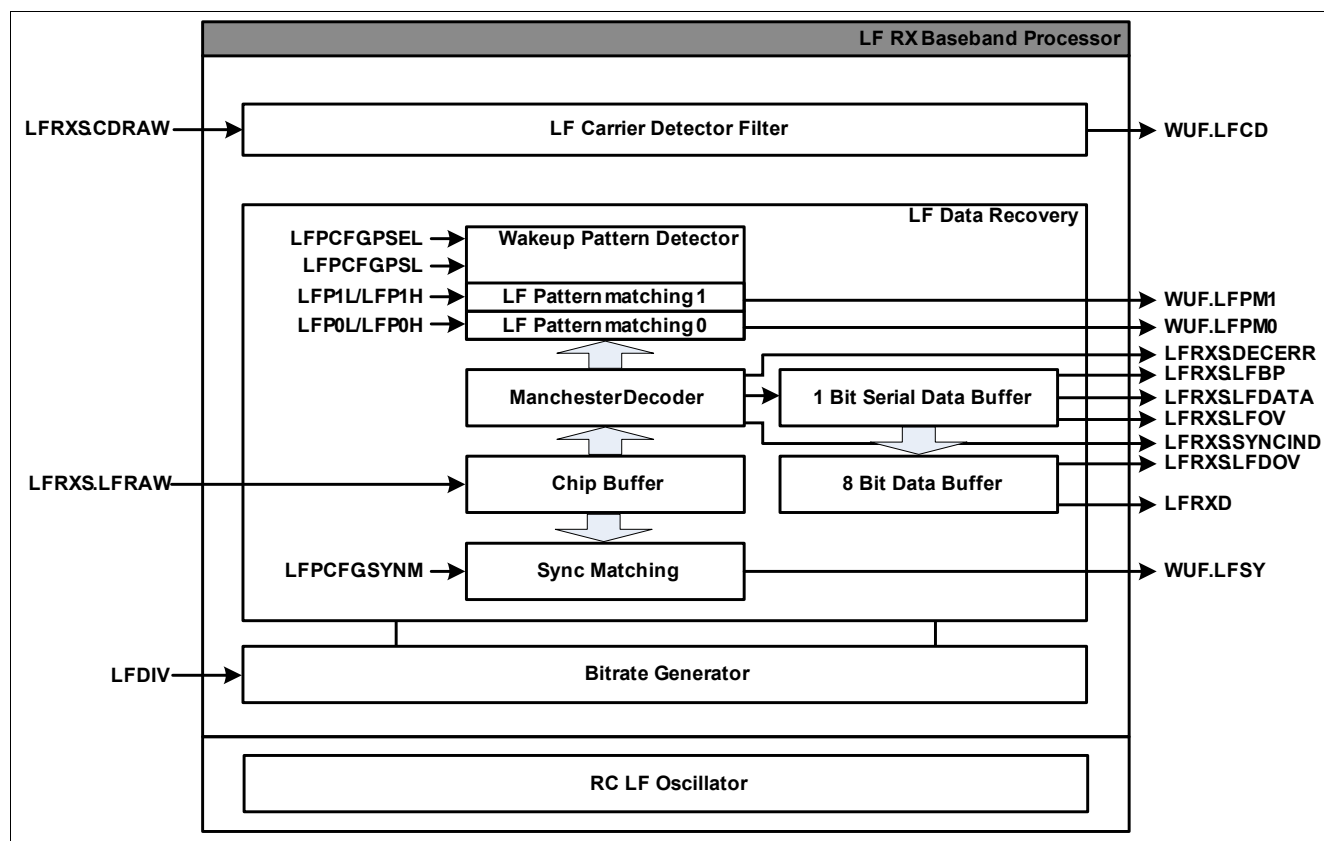 LF RX Baseband Processor
LFRXS.CDRAW
LF Carrier Detector Filter
WUF.LFCD
LF Data Recovery
LFPCFG.PSEL
Wakeup Pattern Detector
LFPCFG.PSL
LFP1L/LFP1H
LF Pattern matching 1
WUF.LFPM1
LFP0L/LFP0H
LF Pattern matching 0
WUF.LFPM0
LFRXS.DECERR
LFRXS.LFBP
Manchester Decoder
1 Bit Serial Data Buffer
LFRXS.LFDATA
LFRXS.LFOV
LFRXS.SYNCIND
LFRXS.LFDOV
LFRXS.LFRAW
Chip Buffer
8 Bit Data Buffer
LFRXD
LFPCFG.SYNM
Sync Matching
WUF.LFSY
LFDIV
Bitrate Generator
RC LF Oscillator